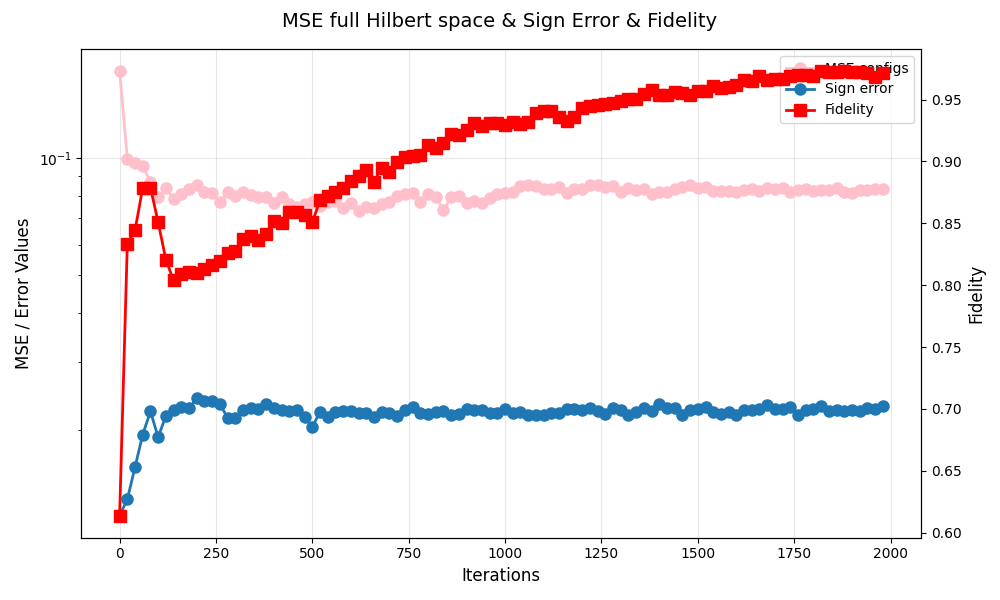 MSE full Hilbert space & Sign Error & Fidelity
MSE configs
Sign error
Fidelity
10⁻¹
MSE / Error Values
0.95
0.90
0.85
0.80
0.75
0.70
0.65
0.60
Fidelity
0 250 500 750 1000 1250 1500 1750 2000
Iterations